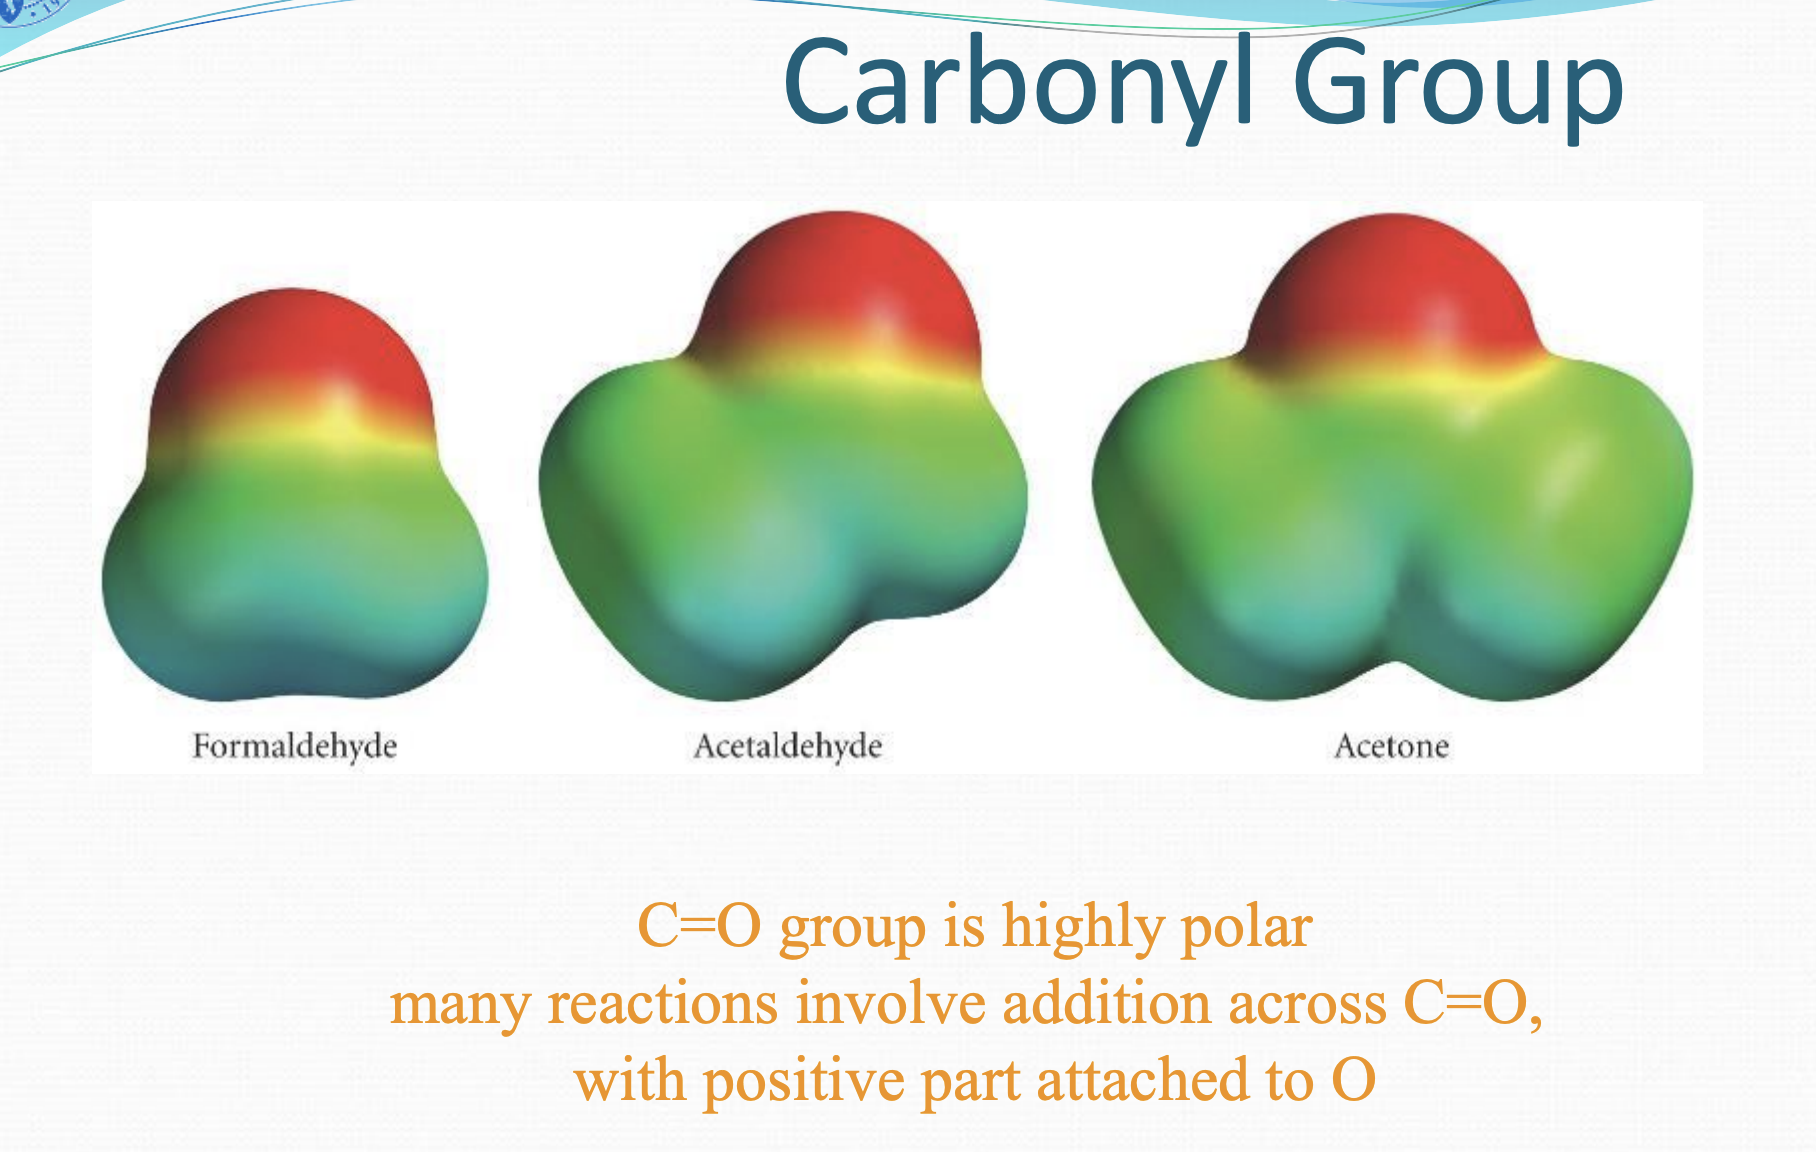 Carbonyl Group
Formaldehyde
Acetaldehyde
Acetone
C=O group is highly polar
many reactions involve addition across C=O,
with positive part attached to O